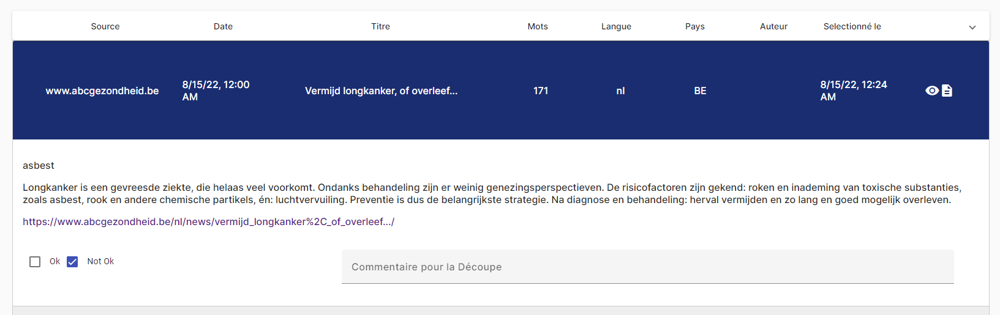 Source Date Titre Mots Langue Pays Auteur Selectionné le
www.abcgezondheid.be 8/15/22, 12:00 AM Vermijd longkanker, of overleef... 171 nl BE 8/15/22, 12:24 AM
asbest
Longkanker is een gevreesde ziekte, die helaas veel voorkomt. Ondanks behandeling zijn er weinig genezingsperspectieven. De risicofactoren zijn gekend: roken en inademing van toxische substanties,
zoals asbest, rook en andere chemische partikels, én: luchtvervuiling. Preventie is dus de belangrijkste strategie. Na diagnose en behandeling: herval vermijden en zo lang en goed mogelijk overleven.
https://www.abcgezondheid.be/nl/news/vermijd_longkanker%2C_of_overleef.../
Ok Not Ok Commentaire pour la Découpe